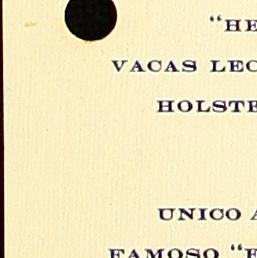 “HE
VACAS LEC
HOLSTE
UNICO A
FAMOSO “F